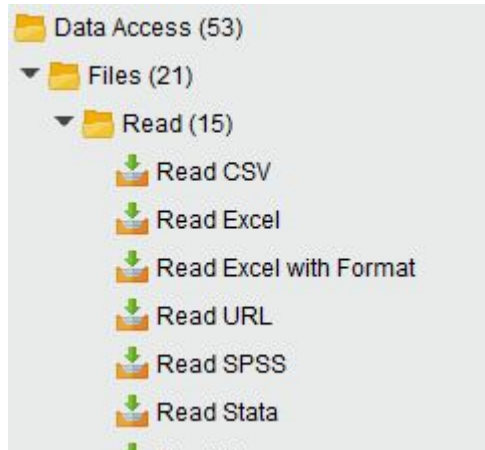 Data Access (53)
Files (21)
Read (15)
Read CSV
Read Excel
Read Excel with Format
Read URL
Read SPSS
Read Stata